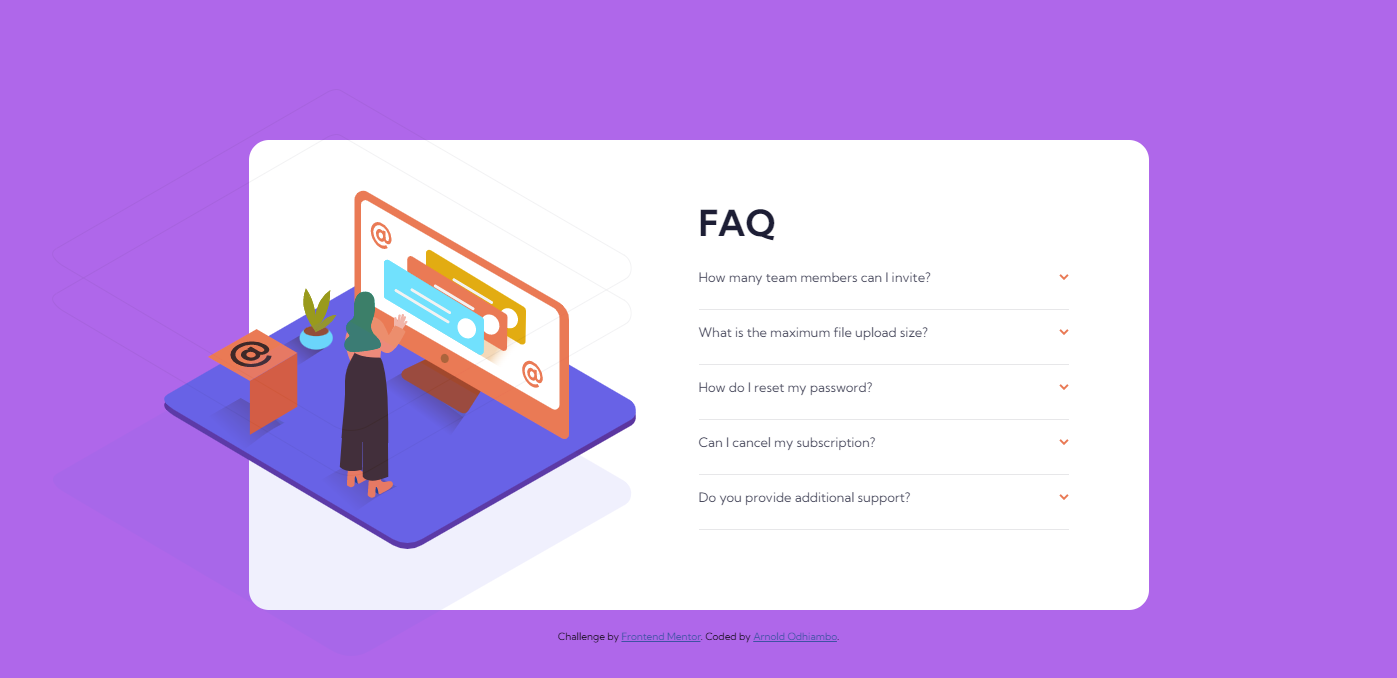 @
@
@
FAQ
How many team members can I invite?
What is the maximum file upload size?
How do I reset my password?
Can I cancel my subscription?
Do you provide additional support?
Challenge by Frontend Mentor. Coded by Arnold Odhiambo.